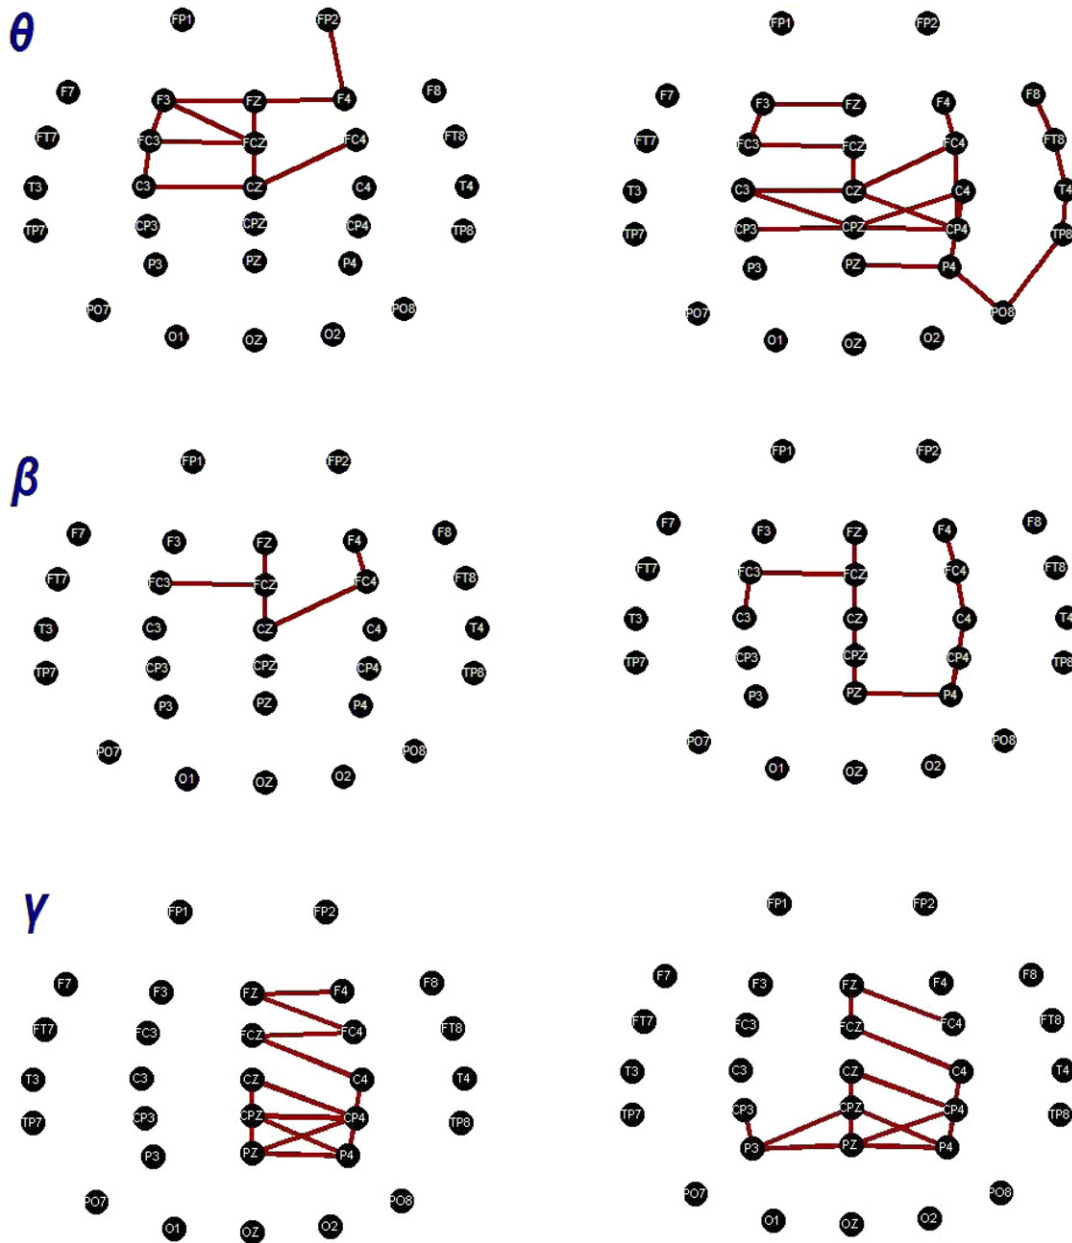 θ
FP1 FP2 FP1 FP2
F7 F3 FZ F4 F8 F7 F3 FZ F4 F8
FT7 FC3 FCZ FC4 FT8 FT7 FC3 FCZ FC4 FT8
T3 C3 CZ C4 T4 T3 C3 CZ C4 T4
TP7 CP3 CPZ CP4 TP8 TP7 CP3 CPZ CP4 TP8
P3 PZ P4 P3 PZ P4
PO7 PO8 PO7 PO8
O1 OZ O2 O1 OZ O2
β
FP1 FP2 FP1 FP2
F7 F3 FZ F4 F8 F7 F3 FZ F4 F8
FT7 FC3 FCZ FC4 FT8 FT7 FC3 FCZ FC4 FT8
T3 C3 CZ C4 T4 T3 C3 CZ C4 T4
TP7 CP3 CPZ CP4 TP8 TP7 CP3 CPZ CP4 TP8
P3 PZ P4 P3 PZ P4
PO7 PO8 PO7 PO8
O1 OZ O2 O1 OZ O2
γ
FP1 FP2 FP1 FP2
F7 F3 FZ F4 F8 F7 F3 FZ F4 F8
FT7 FC3 FCZ FC4 FT8 FT7 FC3 FCZ FC4 FT8
T3 C3 CZ C4 T4 T3 C3 CZ C4 T4
TP7 CP3 CPZ CP4 TP8 TP7 CP3 CPZ CP4 TP8
P3 PZ P4 P3 PZ P4
PO7 PO8 PO7 PO8
O1 OZ O2 O1 OZ O2